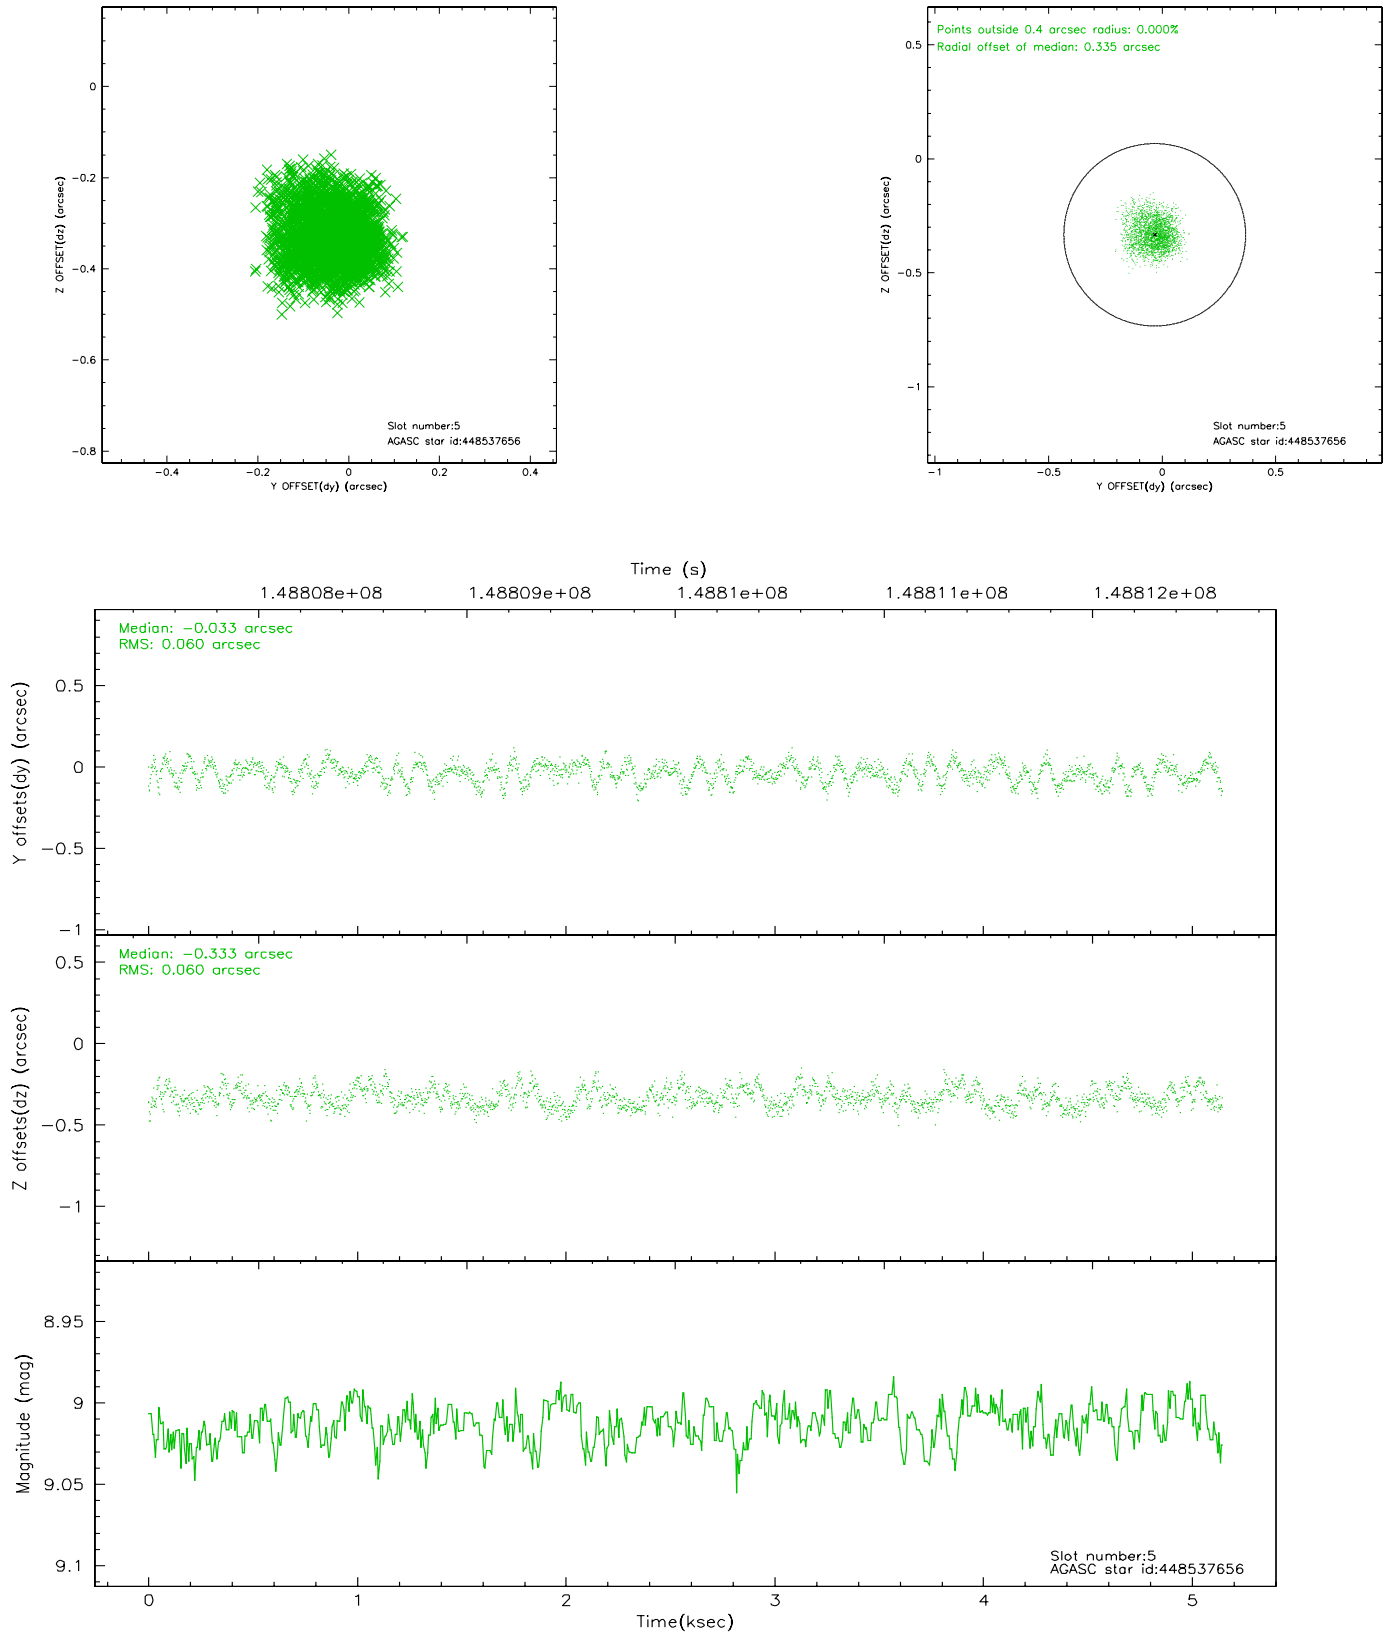 0
−0.2
−0.4
−0.6
−0.8
Z OFFSET(dz) (arcsec)
Slot number:5
AGASC star id:448537656
−0.4
−0.2
0
0.2
0.4
Y OFFSET(dy) (arcsec)
Points outside 0.4 arcsec radius: 0.000%
Radial offset of median: 0.335 arcsec
0.5
0
−0.5
−1
Z OFFSET(dz) (arcsec)
Slot number:5
AGASC star id:448537656
−1
−0.5
0
0.5
Y OFFSET(dy) (arcsec)
Time (s)
1.48808e+08
1.48809e+08
1.4881e+08
1.48811e+08
1.48812e+08
Median: −0.033 arcsec
RMS: 0.060 arcsec
0.5
0
−0.5
−1
Y offsets(dy) (arcsec)
Median: −0.333 arcsec
RMS: 0.060 arcsec
0.5
0
−0.5
−1
Z offsets(dz) (arcsec)
8.95
9
9.05
9.1
Magnitude (mag)
Slot number:5
AGASC star id:448537656
0
1
2
3
4
5
Time(ksec)